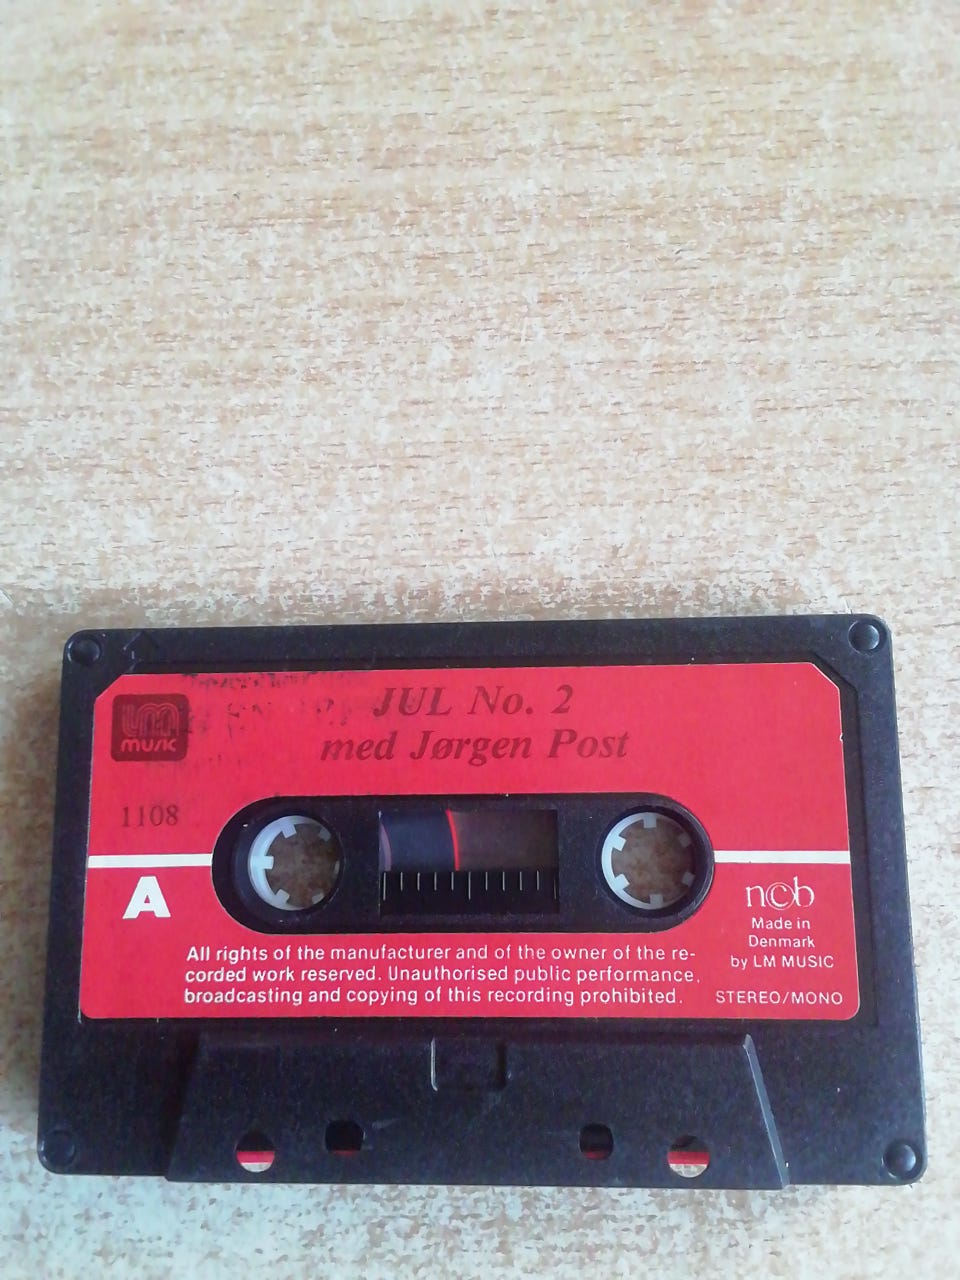 JUL No. 2
med Jørgen Post
LM
music
1108
A
ncb
Made in
Denmark
by LM MUSIC
STEREO/MONO
All rights of the manufacturer and of the owner of the re-
corded work reserved. Unauthorised public performance,
broadcasting and copying of this recording prohibited.